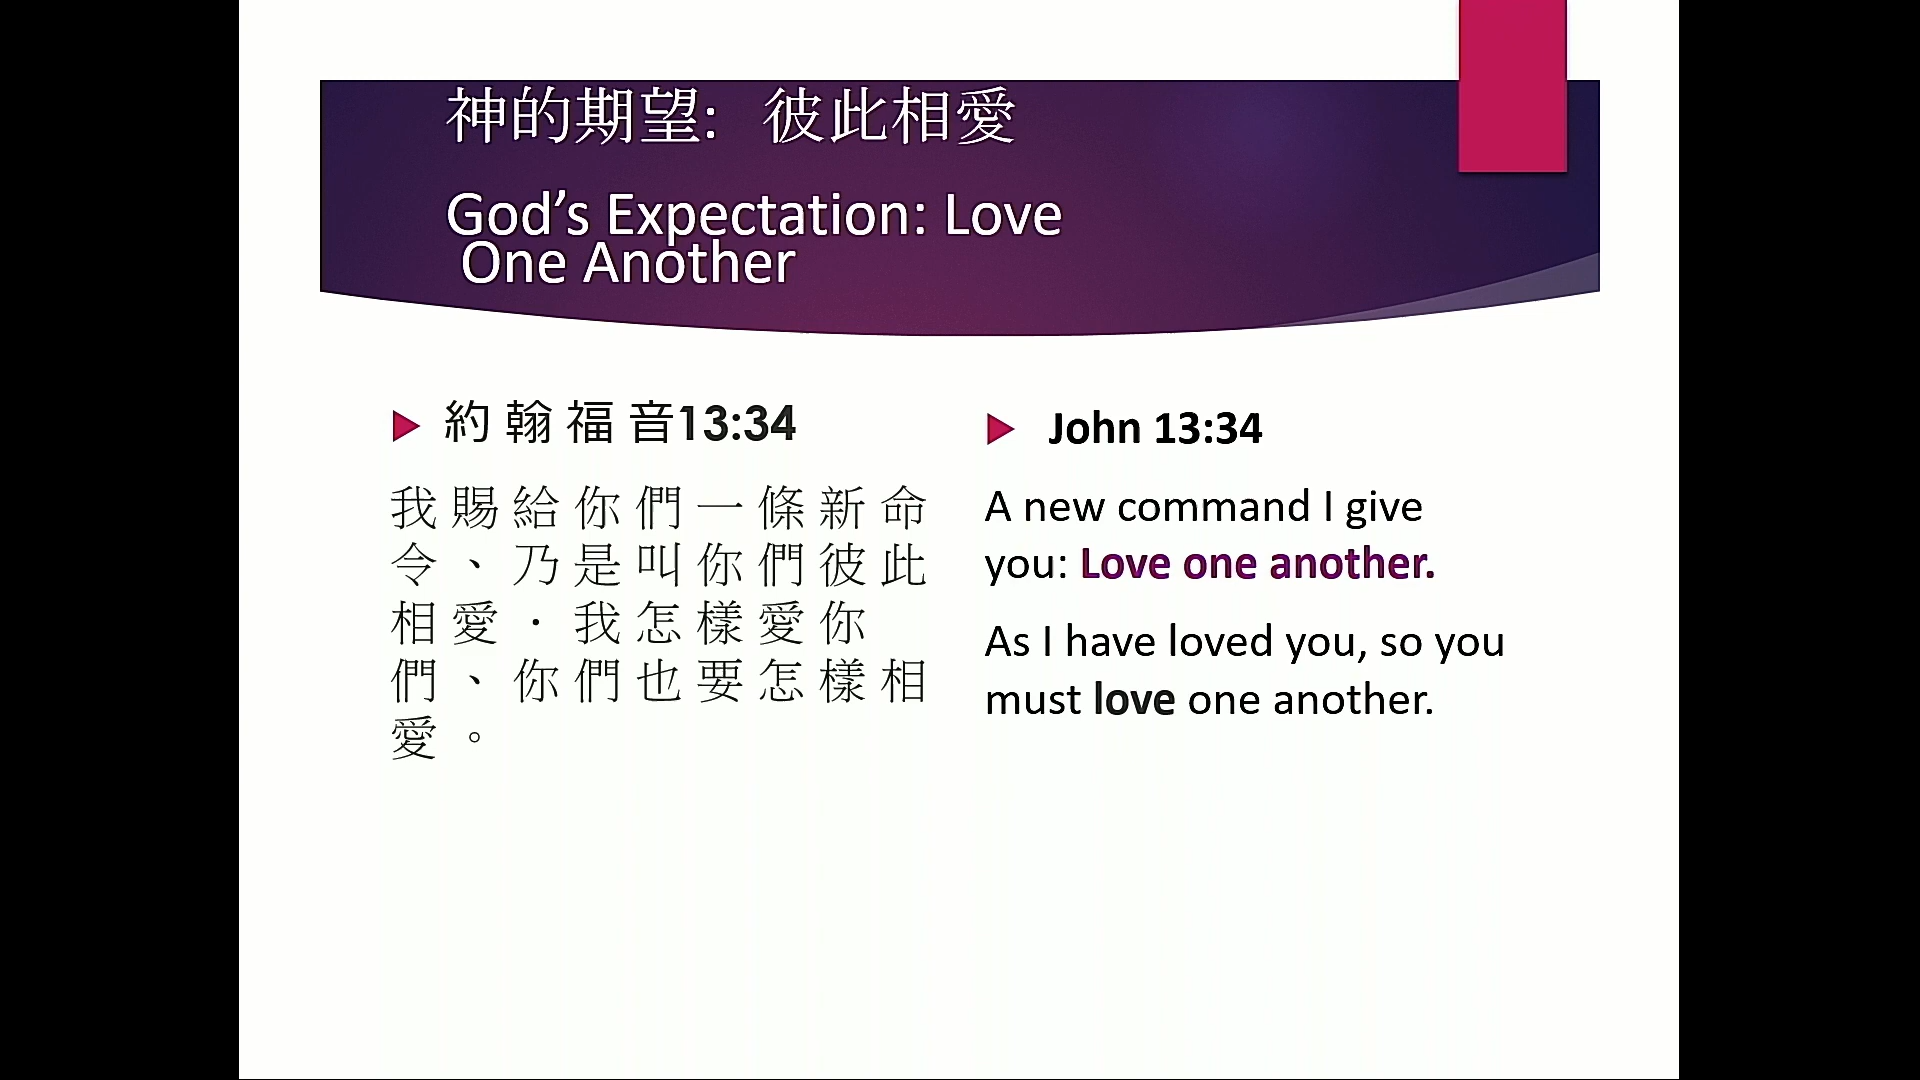 神的期望: 彼此相愛
God’s Expectation: Love
One Another
約 翰 福 音13:34
我 賜 給 你 們 一 條 新 命
令 、 乃 是 叫 你 們 彼 此
相 愛 ． 我 怎 樣 愛 你
們 、 你 們 也 要 怎 樣 相
愛 。
John 13:34
A new command I give
you: Love one another.
As I have loved you, so you
must love one another.